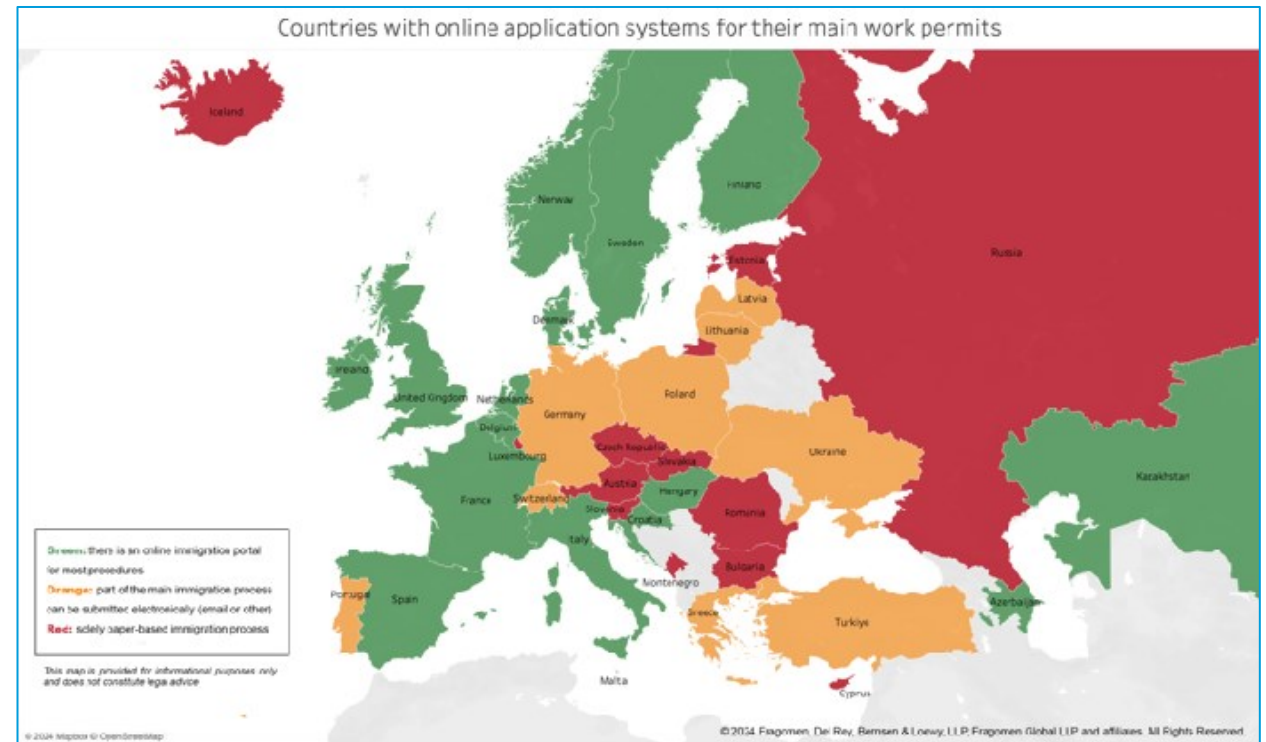 Countries with online application systems for their main work permits
Iceland
Finland
Norway
Sweden
Russia
Estonia
Latvia
Denmark
Lithuania
Ireland
United Kingdom
Netherlands
Poland
Germany
Belgium
Czech Republic
Ukraine
Luxembourg
Slovakia
Kazakhstan
Austria
Hungary
France
Switzerland
Slovenia
Romania
Croatia
Italy
Green: there is an online immigration portal
for most procedures
Bulgaria
Montenegro
Orange: part of the main immigration process
can be submitted electronically (email or other)
Portugal
Spain
Azerbaijan
Greece
Turkiye
Red: solely paper-based immigration process
This map is provided for informational purposes only
and does not constitute legal advice
Malta
Cyprus
© 2024 Mapbox © OpenStreetMap
©2024 Fragomen, Del Rey, Bernsen & Loewy, LLP, Fragomen Global LLP and affiliates. All Rights Reserved.